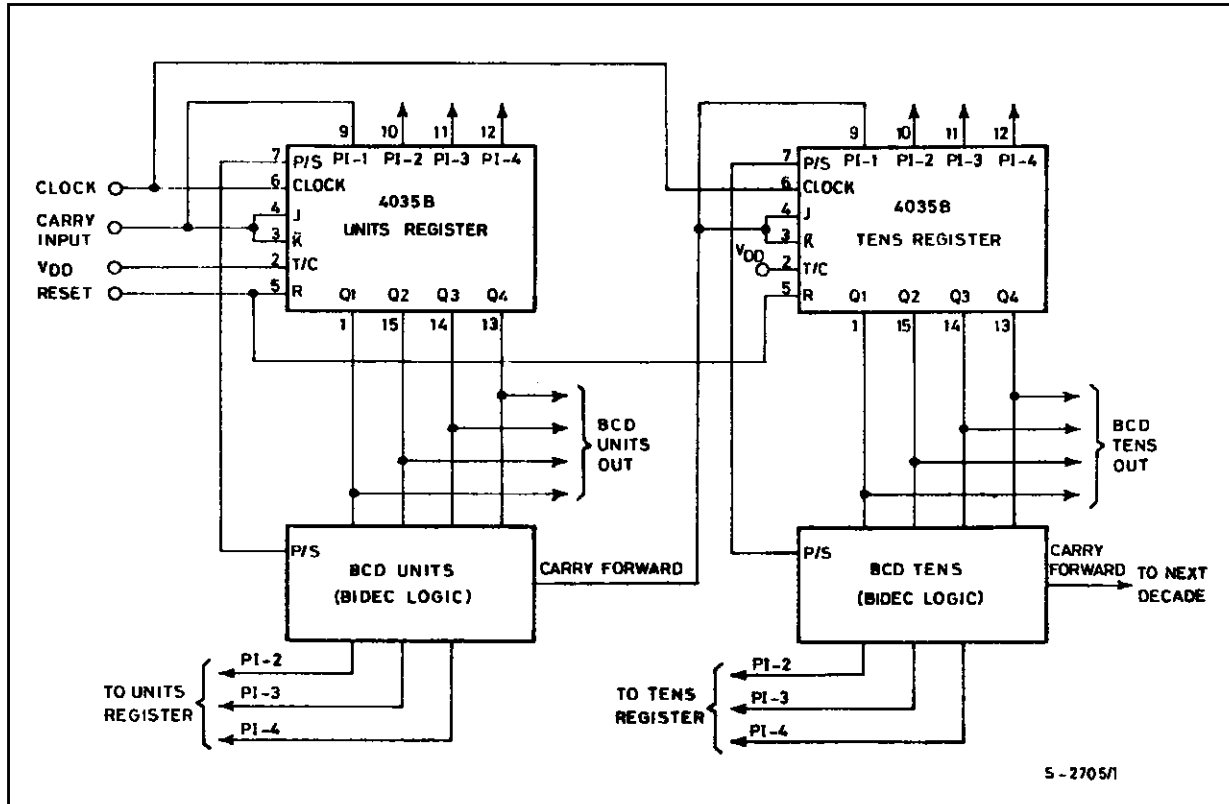 9 10 11 12
7 P/S PI-1 PI-2 PI-3 PI-4
CLOCK 6 CLOCK
4035B
CARRY INPUT 4 J
UNITS REGISTER
3 K̄
VDD 2 T/C
RESET 5 R Q1 Q2 Q3 Q4
1 15 14 13
BCD
UNITS
OUT
P/S
BCD UNITS
(BIDEC LOGIC)
CARRY FORWARD
PI-2
PI-3
PI-4
TO UNITS
REGISTER
9 10 11 12
7 P/S PI-1 PI-2 PI-3 PI-4
6 CLOCK
4035B
4 J
TENS REGISTER
3 K̄
VDD 2 T/C
5 R Q1 Q2 Q3 Q4
1 15 14 13
BCD
TENS
OUT
P/S
BCD TENS
(BIDEC LOGIC)
CARRY
FORWARD
TO NEXT
DECADE
PI-2
PI-3
PI-4
TO TENS
REGISTER
S-2705/1